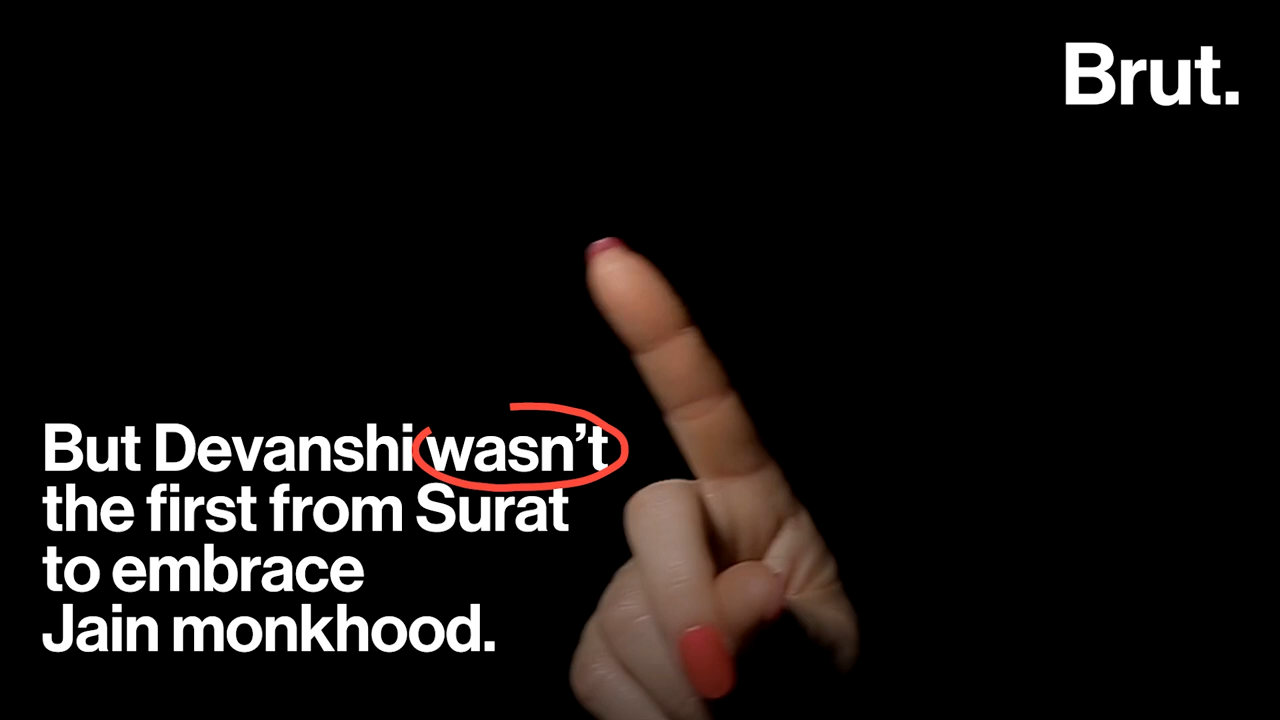 Brut.
But Devanshi wasn't
the first from Surat
to embrace
Jain monkhood.